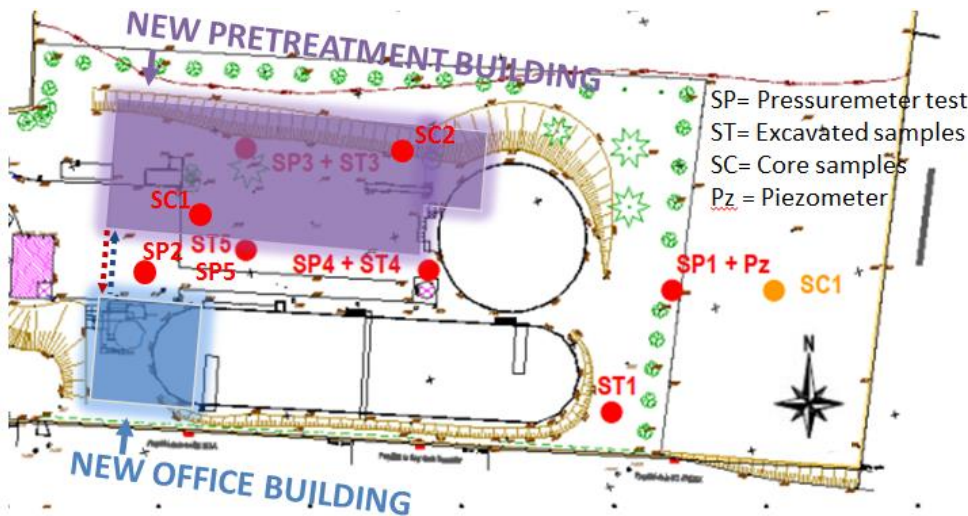 NEW PRETREATMENT BUILDING
SP= Pressuremeter test
ST= Excavated samples
SC= Core samples
Pz = Piezometer
SC2
SP3 + ST3
SC1
ST5
SP2
SP5
SP4 + ST4
SP1 + Pz
SC1
N
ST1
NEW OFFICE BUILDING